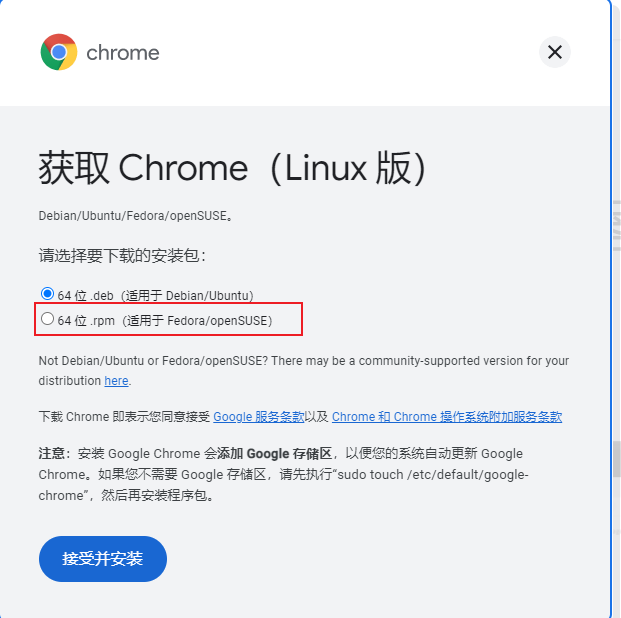 chrome
获取 Chrome（Linux 版）
Debian/Ubuntu/Fedora/openSUSE。
请选择要下载的安装包：
64 位 .deb（适用于 Debian/Ubuntu）
64 位 .rpm（适用于 Fedora/openSUSE）
Not Debian/Ubuntu or Fedora/openSUSE? There may be a community-supported version for your
distribution here.
下载 Chrome 即表示您同意接受 Google 服务条款以及 Chrome 和 Chrome 操作系统附加服务条款
注意：安装 Google Chrome 会添加 Google 存储区，以便您的系统自动更新 Google
Chrome。如果您不需要 Google 存储区，请先执行“sudo touch /etc/default/google-
chrome”，然后再安装程序包。
接受并安装